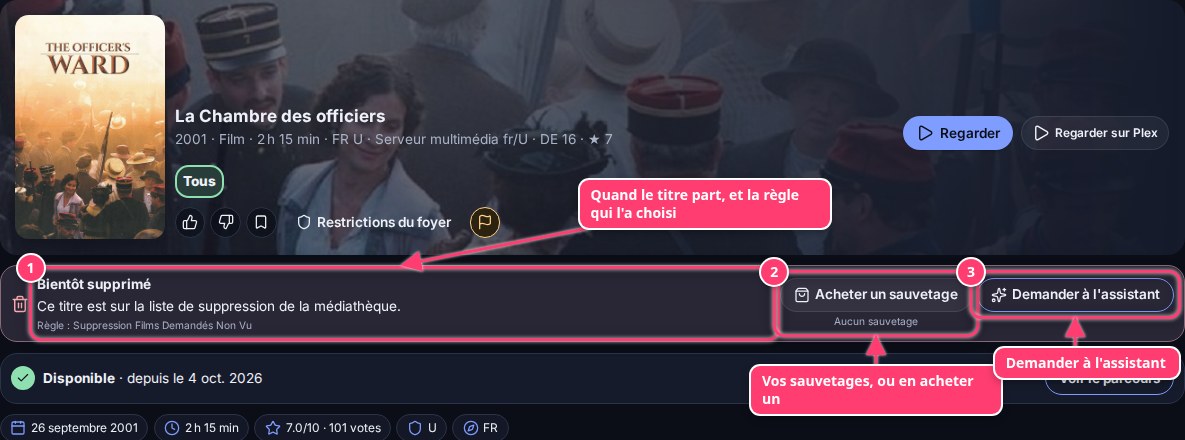 THE OFFICER'S
WARD
La Chambre des officiers
2001 · Film · 2 h 15 min · FR U · Serveur multimédia fr/U · DE 16 · ★ 7
Regarder
Regarder sur Plex
Tous
Restrictions du foyer
Quand le titre part, et la règle
qui l'a choisi
1
Bientôt supprimé
Ce titre est sur la liste de suppression de la médiathèque.
Règle : Suppression Films Demandés Non Vu
2
Acheter un sauvetage
Aucun sauvetage
3
Demander à l'assistant
Demander à l'assistant
Vos sauvetages, ou en acheter
un
Disponible · depuis le 4 oct. 2026
26 septembre 2001
2 h 15 min
7.0/10 · 101 votes
U
FR